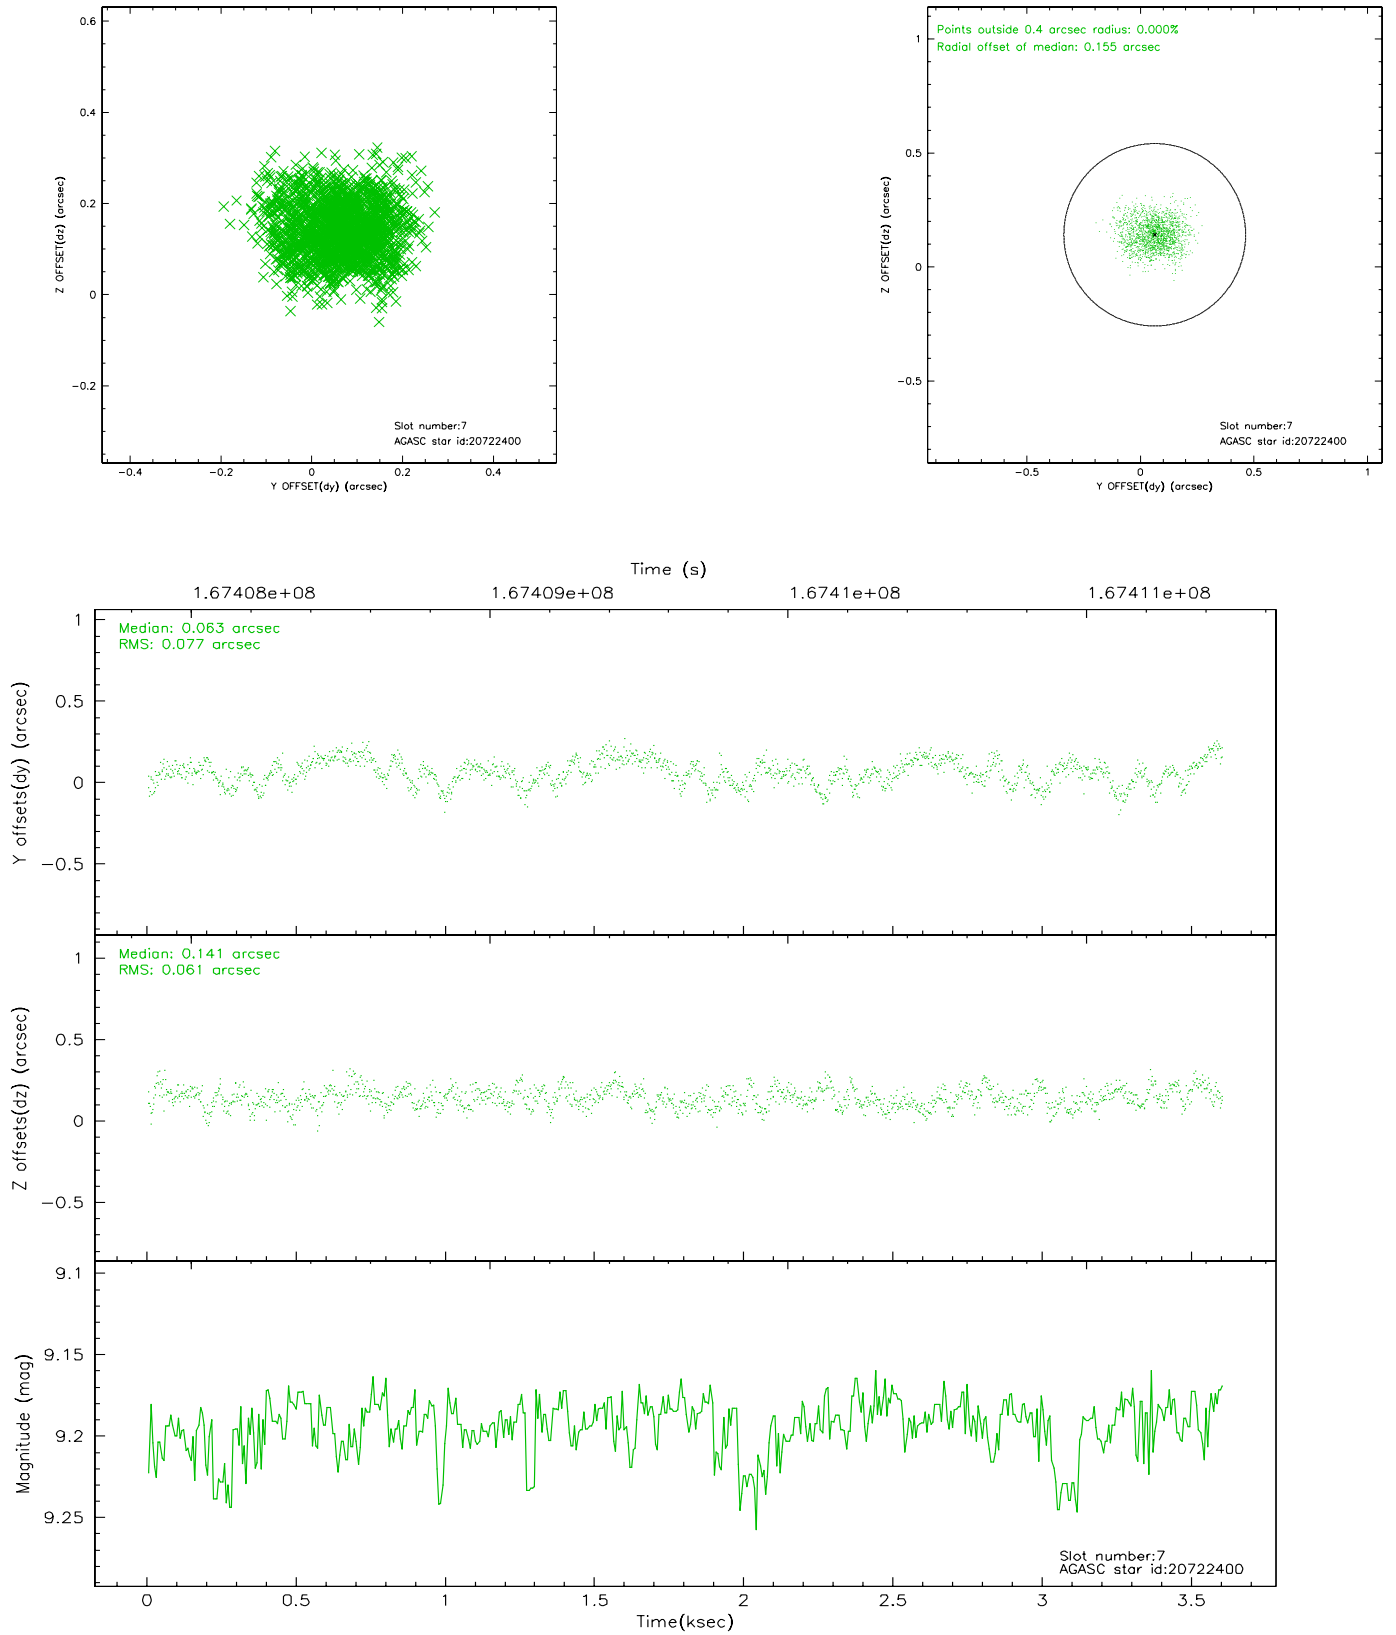 0.6
0.4
0.2
0
−0.2
Z OFFSET(dz) (arcsec)
Slot number:7
AGASC star id:20722400
−0.4
−0.2
0
0.2
0.4
Y OFFSET(dy) (arcsec)
Points outside 0.4 arcsec radius: 0.000%
Radial offset of median: 0.155 arcsec
1
0.5
0
−0.5
Z OFFSET(dz) (arcsec)
Slot number:7
AGASC star id:20722400
−0.5
0
0.5
1
Y OFFSET(dy) (arcsec)
Time (s)
1.67408e+08
1.67409e+08
1.6741e+08
1.67411e+08
Median: 0.063 arcsec
RMS: 0.077 arcsec
1
0.5
0
−0.5
Y offsets(dy) (arcsec)
Median: 0.141 arcsec
RMS: 0.061 arcsec
1
0.5
0
−0.5
Z offsets(dz) (arcsec)
9.1
9.15
9.2
9.25
Magnitude (mag)
Slot number:7
AGASC star id:20722400
0
0.5
1
1.5
2
2.5
3
3.5
Time(ksec)